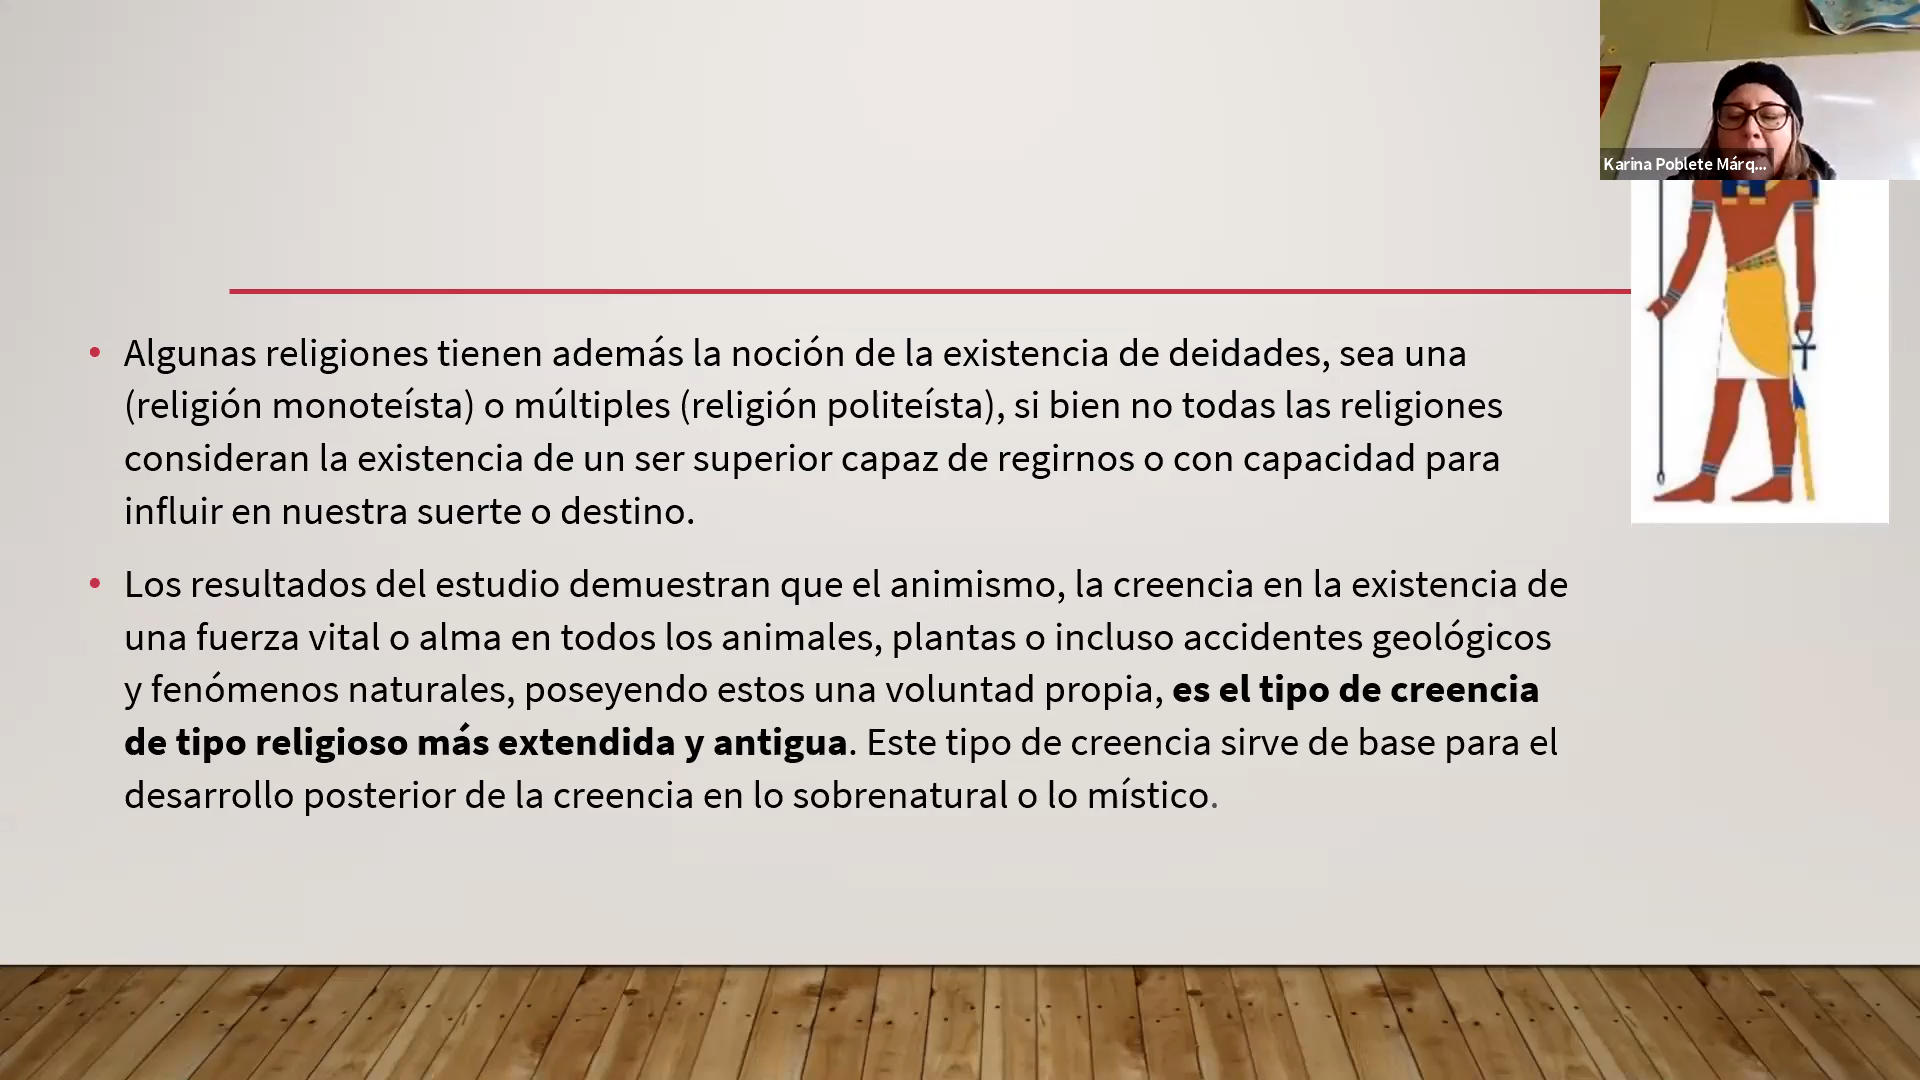 Karina Poblete Márq...
Algunas religiones tienen además la noción de la existencia de deidades, sea una
(religión monoteísta) o múltiples (religión politeísta), si bien no todas las religiones
consideran la existencia de un ser superior capaz de regirnos o con capacidad para
influir en nuestra suerte o destino.
Los resultados del estudio demuestran que el animismo, la creencia en la existencia de
una fuerza vital o alma en todos los animales, plantas o incluso accidentes geológicos
y fenómenos naturales, poseyendo estos una voluntad propia, es el tipo de creencia
de tipo religioso más extendida y antigua. Este tipo de creencia sirve de base para el
desarrollo posterior de la creencia en lo sobrenatural o lo místico.